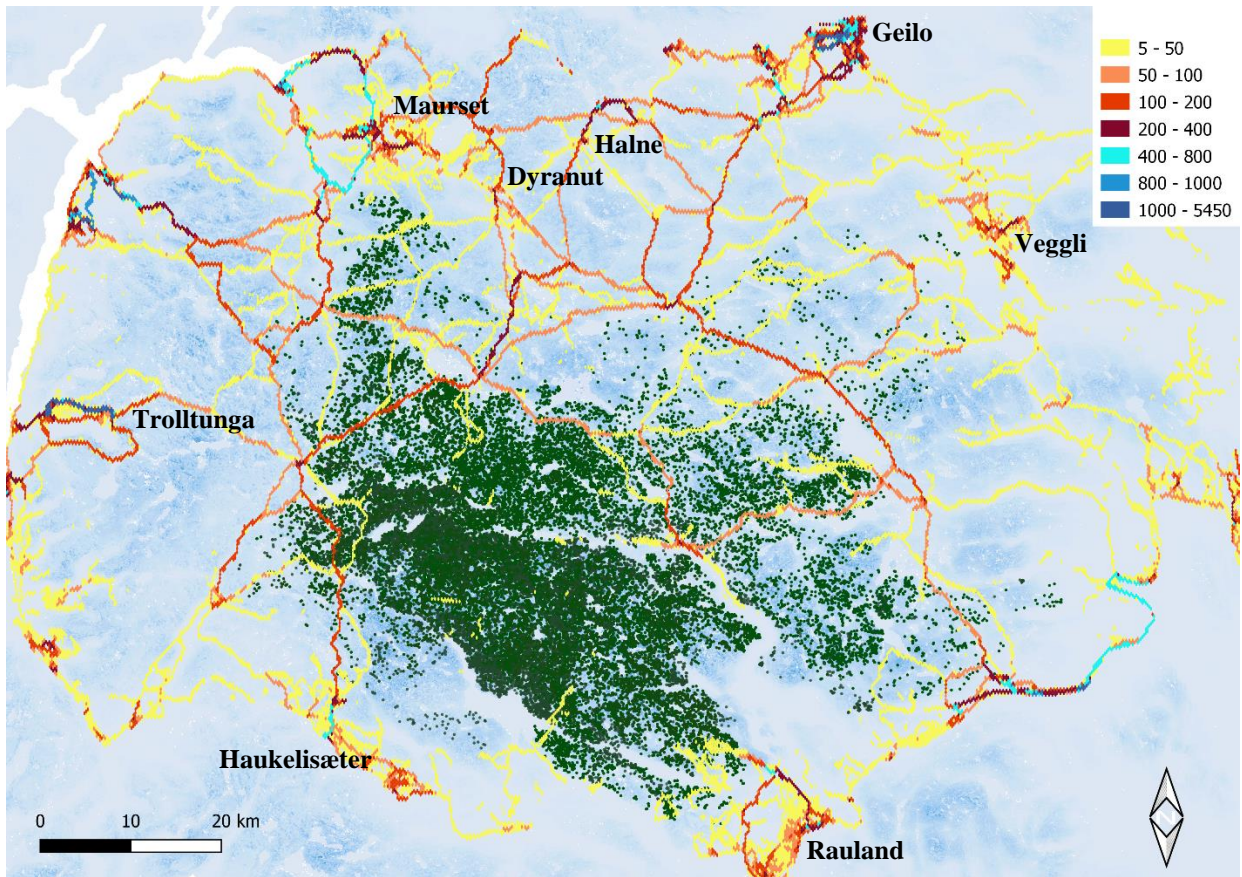 Geilo
5 - 50
50 - 100
100 - 200
200 - 400
400 - 800
800 - 1000
1000 - 5450
Maurset
Halne
Dyranut
Veggli
Trolltunga
Haukelisæter
0 10 20 km
Rauland
N